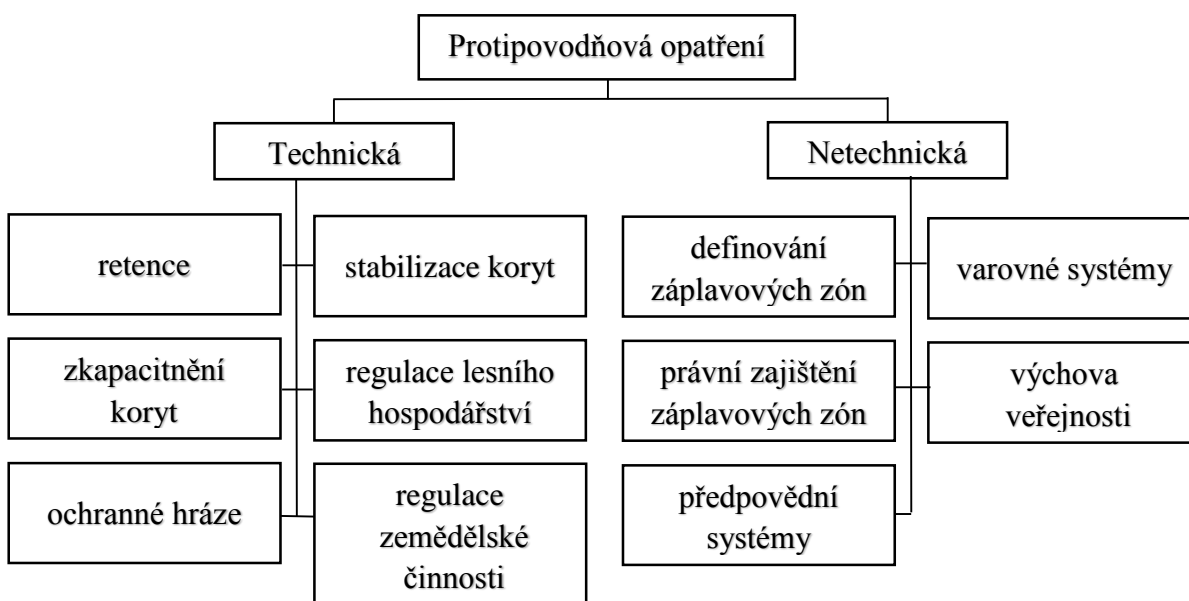 Protipovodňová opatření
Technická
Netechnická
retence
stabilizace koryt
definování
záplavových zón
varovné systémy
zkapacitnění
koryt
regulace lesního
hospodářství
právní zajištění
záplavových zón
výchova
veřejnosti
ochranné hráze
regulace
zemědělské
činnosti
předpovědní
systémy